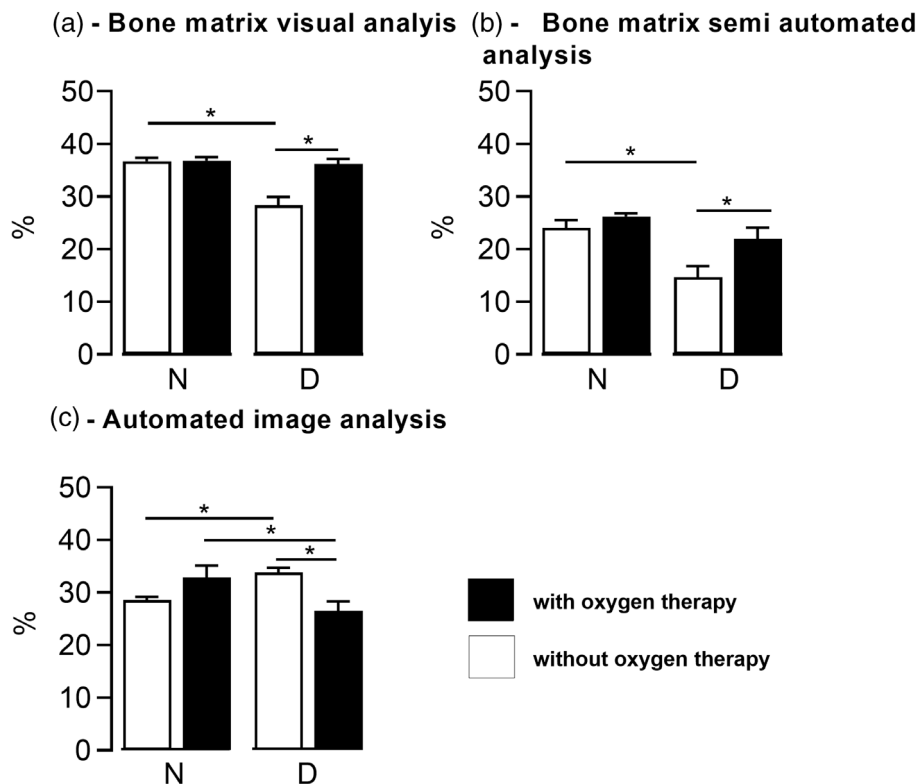 (a) - Bone matrix visual analyis
(b) - Bone matrix semi automated
analysis
50
40
30
20
10
0
%
*
*
N
D
50
40
30
20
10
0
%
*
*
N
D
(c) - Automated image analysis
50
40
30
20
10
0
%
*
*
*
N
D
with oxygen therapy
without oxygen therapy